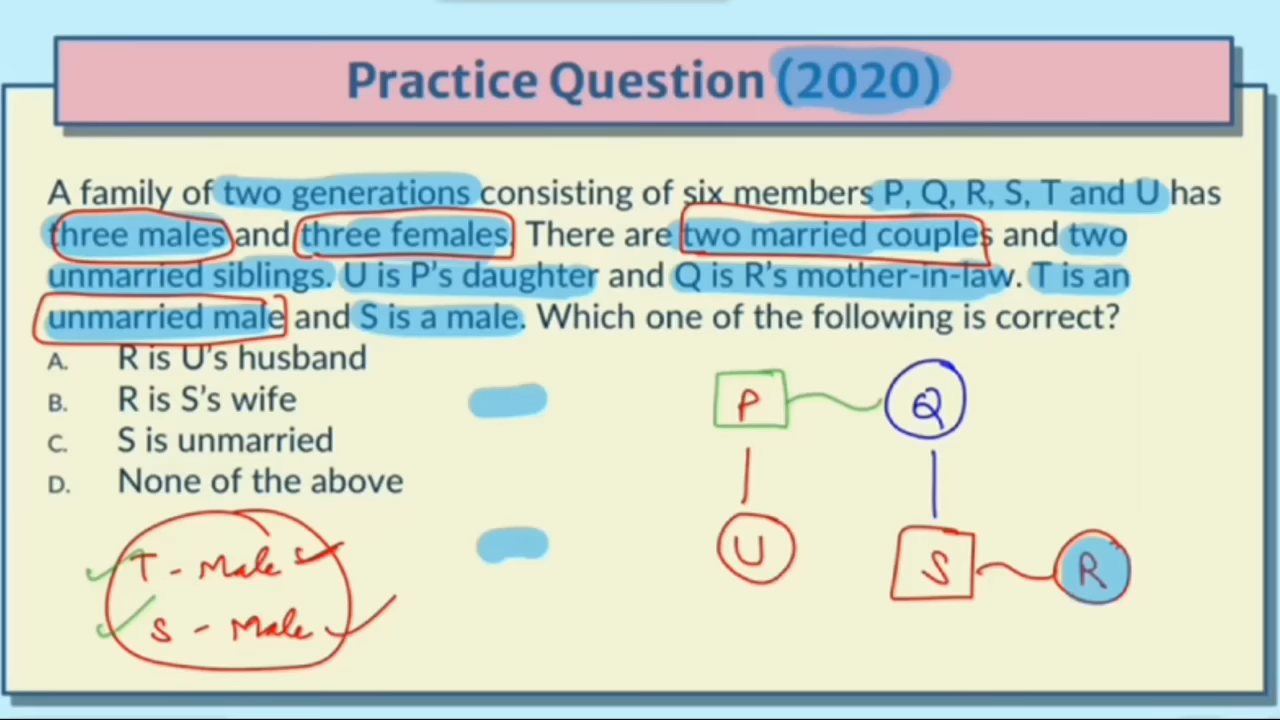 Practice Question (2020)
A family of two generations consisting of six members P, Q, R, S, T and U has
three males and three females. There are two married couples and two
unmarried siblings. U is P's daughter and Q is R's mother-in-law. T is an
unmarried male and S is a male. Which one of the following is correct?
A. R is U's husband
B. R is S's wife
C. S is unmarried
D. None of the above
P Q
U S R
T - Male
S - Male